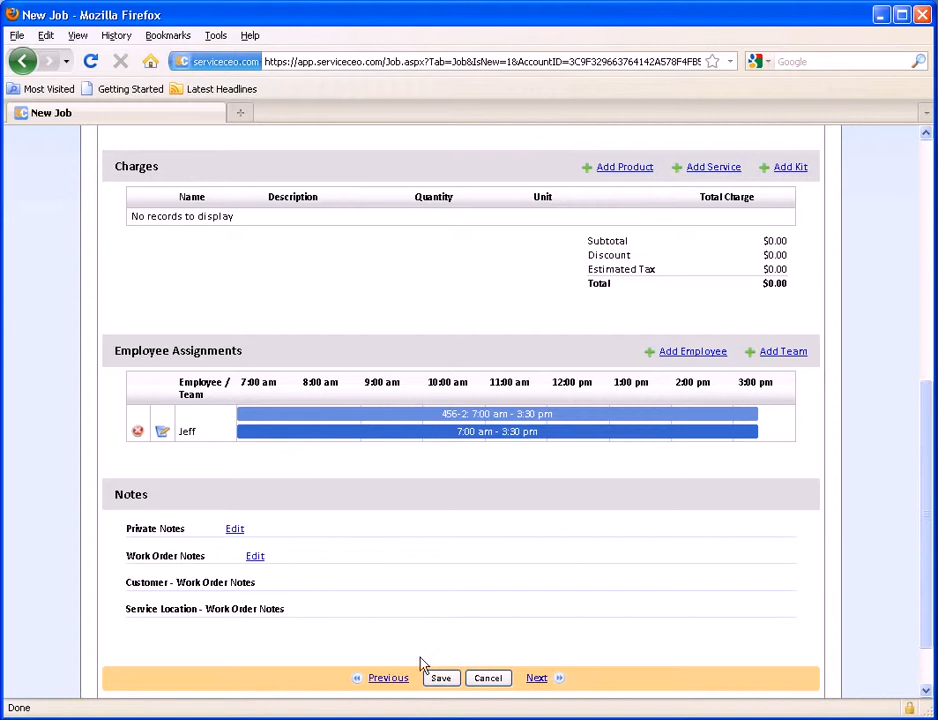 New Job - Mozilla Firefox
File Edit View History Bookmarks Tools Help
serviceceo.com https://app.serviceceo.com/Job.aspx?Tab=Job&IsNew=1&AccountID=3C9F329663764142A578F4FB5 Google
Most Visited Getting Started Latest Headlines
New Job
Charges Add Product Add Service Add Kit
Name Description Quantity Unit Total Charge
No records to display
Subtotal $0.00
Discount $0.00
Estimated Tax $0.00
Total $0.00
Employee Assignments Add Employee Add Team
Employee / 7:00 am 8:00 am 9:00 am 10:00 am 11:00 am 12:00 pm 1:00 pm 2:00 pm 3:00 pm
Team
456-2: 7:00 am - 3:30 pm
Jeff 7:00 am - 3:30 pm
Notes
Private Notes Edit
Work Order Notes Edit
Customer - Work Order Notes
Service Location - Work Order Notes
Previous Save Cancel Next
Done